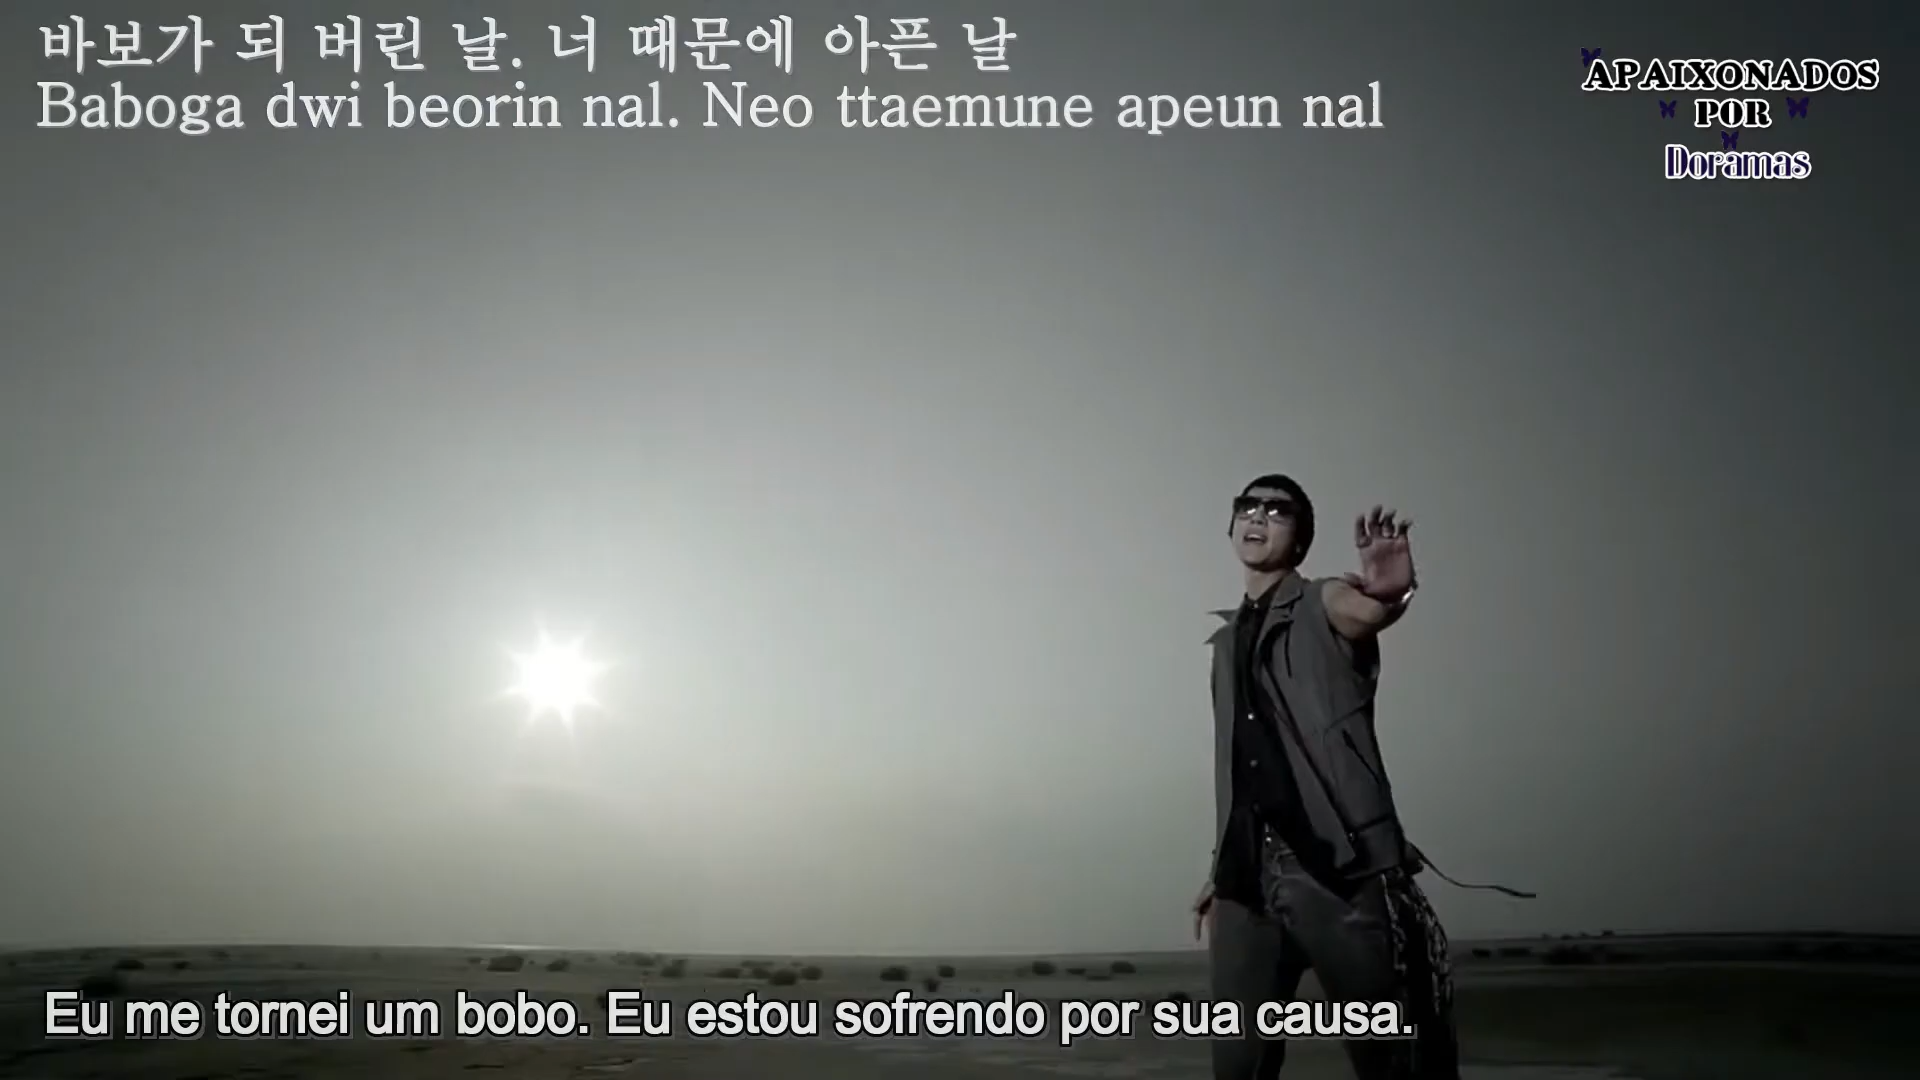 바보가 되 버린 날. 너 때문에 아픈 날
Baboga dwi beorin nal. Neo ttaemune apeun nal
APAIXONADOS
POR
Doramas
Eu me tornei um bobo. Eu estou sofrendo por sua causa.